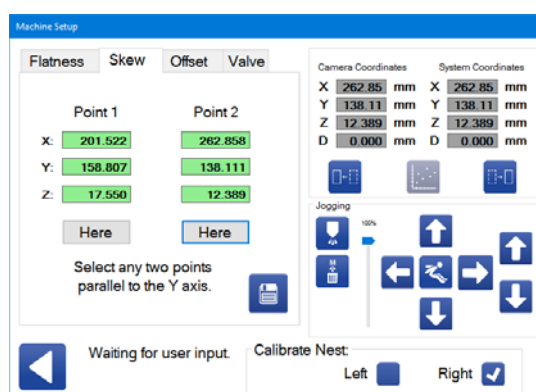 Machine Setup
Flatness Skew Offset Valve
Point 1 Point 2
X: 201.522 262.858
Y: 158.807 138.111
Z: 17.550 12.389
Here Here
Select any two points
parallel to the Y axis.
Camera Coordinates System Coordinates
X 262.85 mm X 262.85 mm
Y 138.11 mm Y 138.11 mm
Z 12.389 mm Z 12.389 mm
D 0.000 mm D 0.000 mm
Jogging
100%
Waiting for user input.
Calibrate Nest:
Left Right